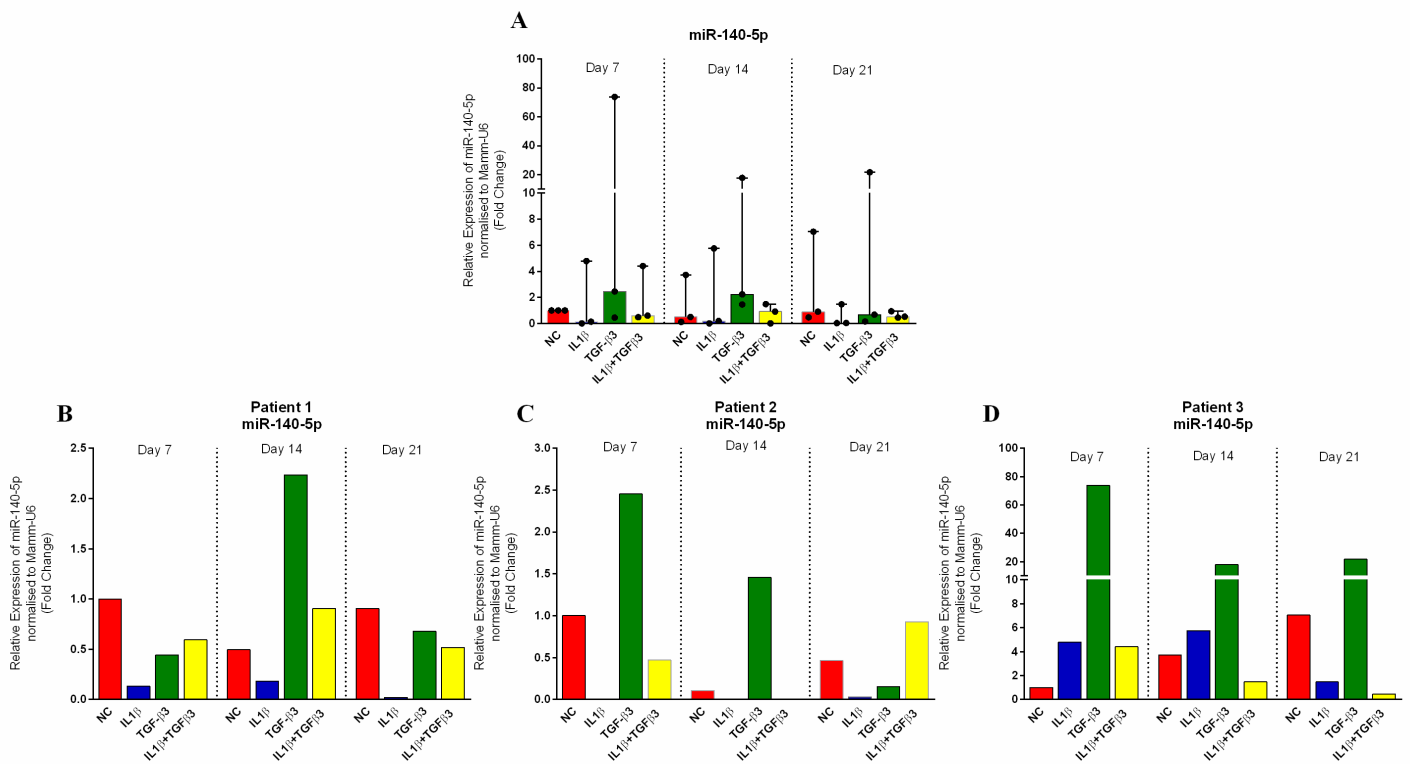 A
miR-140-5p
Relative Expression of miR-140-5p
normalised to Mamm-U6
(Fold Change)
100
80
60
40
20
10
8
6
4
2
0
Day 7
Day 14
Day 21
NC
IL1β
TGF-β3
IL1β+TGFβ3
NC
IL1β
TGF-β3
IL1β+TGFβ3
NC
IL1β
TGF-β3
IL1β+TGFβ3
B
Patient 1
miR-140-5p
Relative Expression of miR-140-5p
normalised to Mamm-U6
(Fold Change)
2.5
2.0
1.5
1.0
0.5
0.0
Day 7
Day 14
Day 21
NC
IL1β
TGF-β3
IL1β+TGFβ3
NC
IL1β
TGF-β3
IL1β+TGFβ3
NC
IL1β
TGF-β3
IL1β+TGFβ3
C
Patient 2
miR-140-5p
Relative Expression of miR-140-5p
normalised to Mamm-U6
(Fold Change)
3.0
2.5
2.0
1.5
1.0
0.5
0.0
Day 7
Day 14
Day 21
NC
IL1β
TGF-β3
IL1β+TGFβ3
NC
IL1β
TGF-β3
IL1β+TGFβ3
NC
IL1β
TGF-β3
IL1β+TGFβ3
D
Patient 3
miR-140-5p
Relative Expression of miR-140-5p
normalised to Mamm-U6
(Fold Change)
100
80
60
40
20
10
8
6
4
2
0
Day 7
Day 14
Day 21
NC
IL1β
TGF-β3
IL1β+TGFβ3
NC
IL1β
TGF-β3
IL1β+TGFβ3
NC
IL1β
TGF-β3
IL1β+TGFβ3